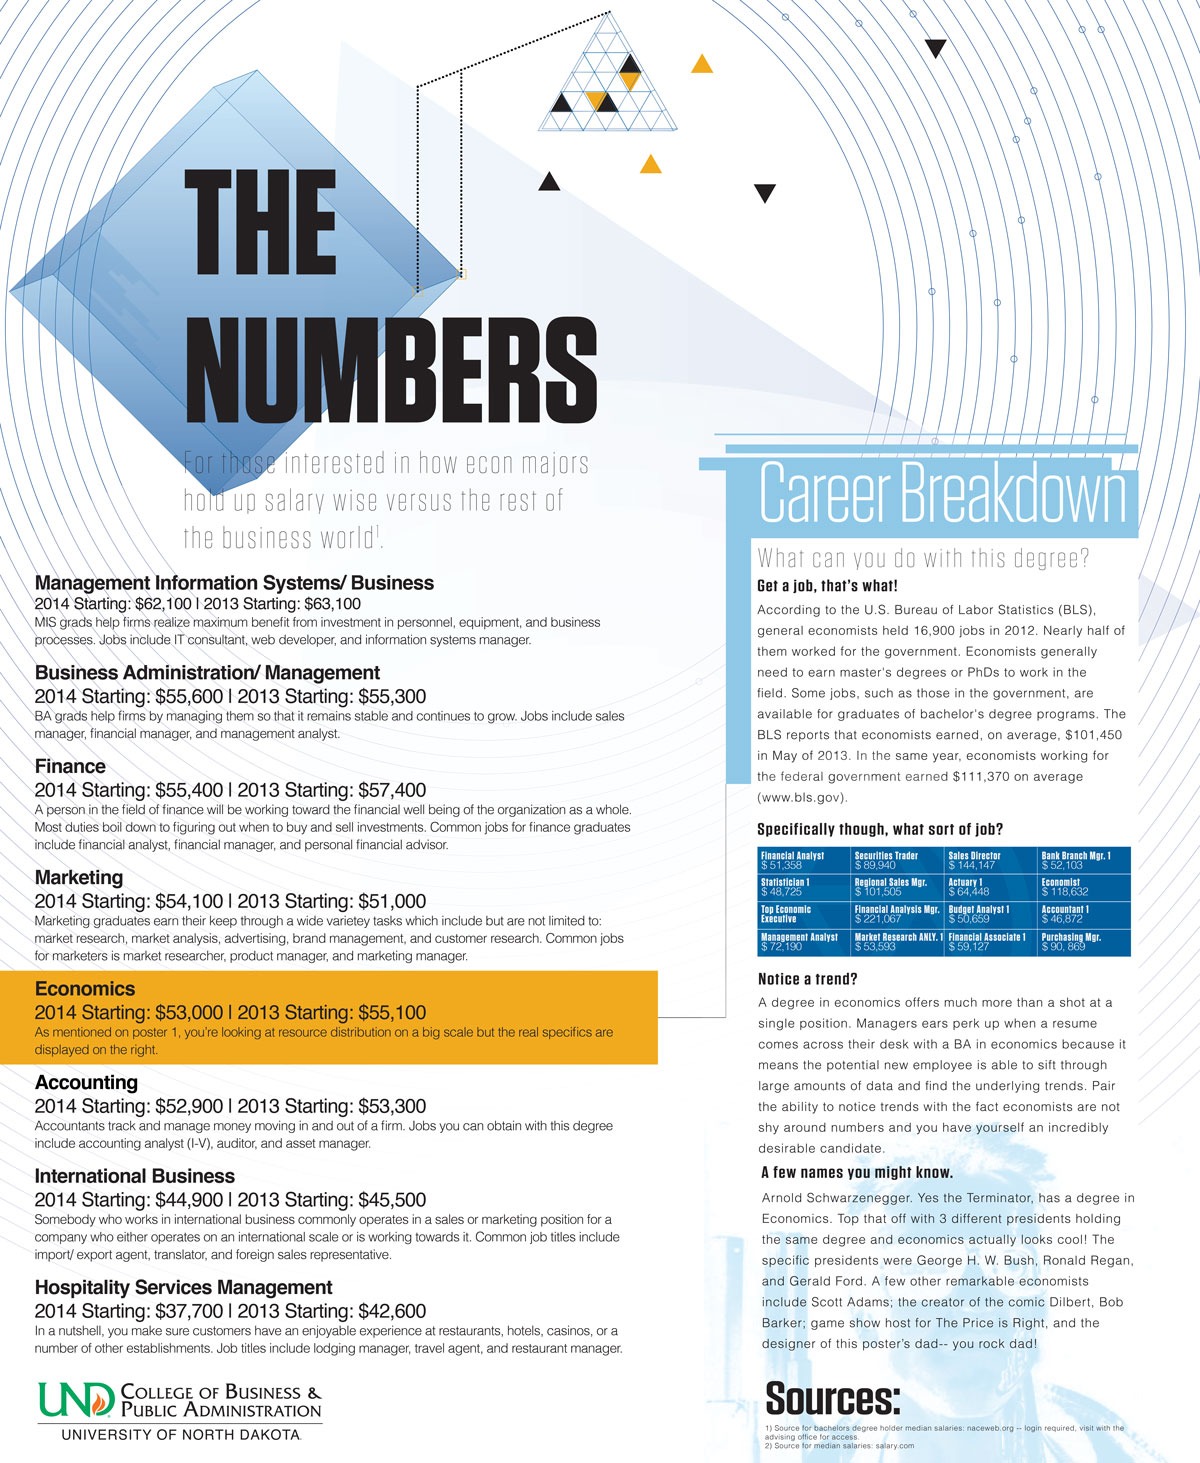 THE
NUMBERS
For those interested in how econ majors
hold up salary wise versus the rest of
the business world1.
Management Information Systems/ Business
2014 Starting: $62,100 | 2013 Starting: $63,100
MIS grads help firms realize maximum benefit from investment in personnel, equipment, and business
processes. Jobs include IT consultant, web developer, and information systems manager.
Business Administration/ Management
2014 Starting: $55,600 | 2013 Starting: $55,300
BA grads help firms by managing them so that it remains stable and continues to grow. Jobs include sales
manager, financial manager, and management analyst.
Finance
2014 Starting: $55,400 | 2013 Starting: $57,400
A person in the field of finance will be working toward the financial well being of the organization as a whole.
Most duties boil down to figuring out when to buy and sell investments. Common jobs for finance graduates
include financial analyst, financial manager, and personal financial advisor.
Marketing
2014 Starting: $54,100 | 2013 Starting: $51,000
Marketing graduates earn their keep through a wide varietey tasks which include but are not limited to:
market research, market analysis, advertising, brand management, and customer research. Common jobs
for marketers is market researcher, product manager, and marketing manager.
Economics
2014 Starting: $53,000 | 2013 Starting: $55,100
As mentioned on poster 1, you're looking at resource distribution on a big scale but the real specifics are
displayed on the right.
Accounting
2014 Starting: $52,900 | 2013 Starting: $53,300
Accountants track and manage money moving in and out of a firm. Jobs you can obtain with this degree
include accounting analyst (I-V), auditor, and asset manager.
International Business
2014 Starting: $44,900 | 2013 Starting: $45,500
Somebody who works in international business commonly operates in a sales or marketing position for a
company who either operates on an international scale or is working towards it. Common job titles include
import/ export agent, translator, and foreign sales representative.
Hospitality Services Management
2014 Starting: $37,700 | 2013 Starting: $42,600
In a nutshell, you make sure customers have an enjoyable experience at restaurants, hotels, casinos, or a
number of other establishments. Job titles include lodging manager, travel agent, and restaurant manager.
UND COLLEGE OF BUSINESS &
PUBLIC ADMINISTRATION
UNIVERSITY OF NORTH DAKOTA
Career Breakdown
What can you do with this degree?
Get a job, that's what!
According to the U.S. Bureau of Labor Statistics (BLS),
general economists held 16,900 jobs in 2012. Nearly half of
them worked for the government. Economists generally
need to earn master's degrees or PhDs to work in the
field. Some jobs, such as those in the government, are
available for graduates of bachelor's degree programs. The
BLS reports that economists earned, on average, $101,450
in May of 2013. In the same year, economists working for
the federal government earned $111,370 on average
(www.bls.gov).
Specifically though, what sort of job?
Financial Analyst Securities Trader Sales Director Bank Branch Mgr. 1
$ 51,358 $ 89,940 $ 144,147 $ 52,103
Statistician 1 Regional Sales Mgr. Actuary 1 Economist
$ 48,725 $ 101,505 $ 64,448 $ 118,632
Top Economic Financial Analysis Mgr. Budget Analyst 1 Accountant 1
Executive $ 221,067 $ 50,659 $ 46,872
Management Analyst Market Research ANLY. 1 Financial Associate 1 Purchasing Mgr.
$ 72,190 $ 53,593 $ 59,127 $ 90, 869
Notice a trend?
A degree in economics offers much more than a shot at a
single position. Managers ears perk up when a resume
comes across their desk with a BA in economics because it
means the potential new employee is able to sift through
large amounts of data and find the underlying trends. Pair
the ability to notice trends with the fact economists are not
shy around numbers and you have yourself an incredibly
desirable candidate.
A few names you might know.
Arnold Schwarzenegger. Yes the Terminator, has a degree in
Economics. Top that off with 3 different presidents holding
the same degree and economics actually looks cool! The
specific presidents were George H. W. Bush, Ronald Regan,
and Gerald Ford. A few other remarkable economists
include Scott Adams; the creator of the comic Dilbert, Bob
Barker; game show host for The Price is Right, and the
designer of this poster's dad-- you rock dad!
Sources:
1) Source for bachelors degree holder median salaries: naceweb.org -- login required, visit with the
advising office for access.
2) Source for median salaries: salary.com